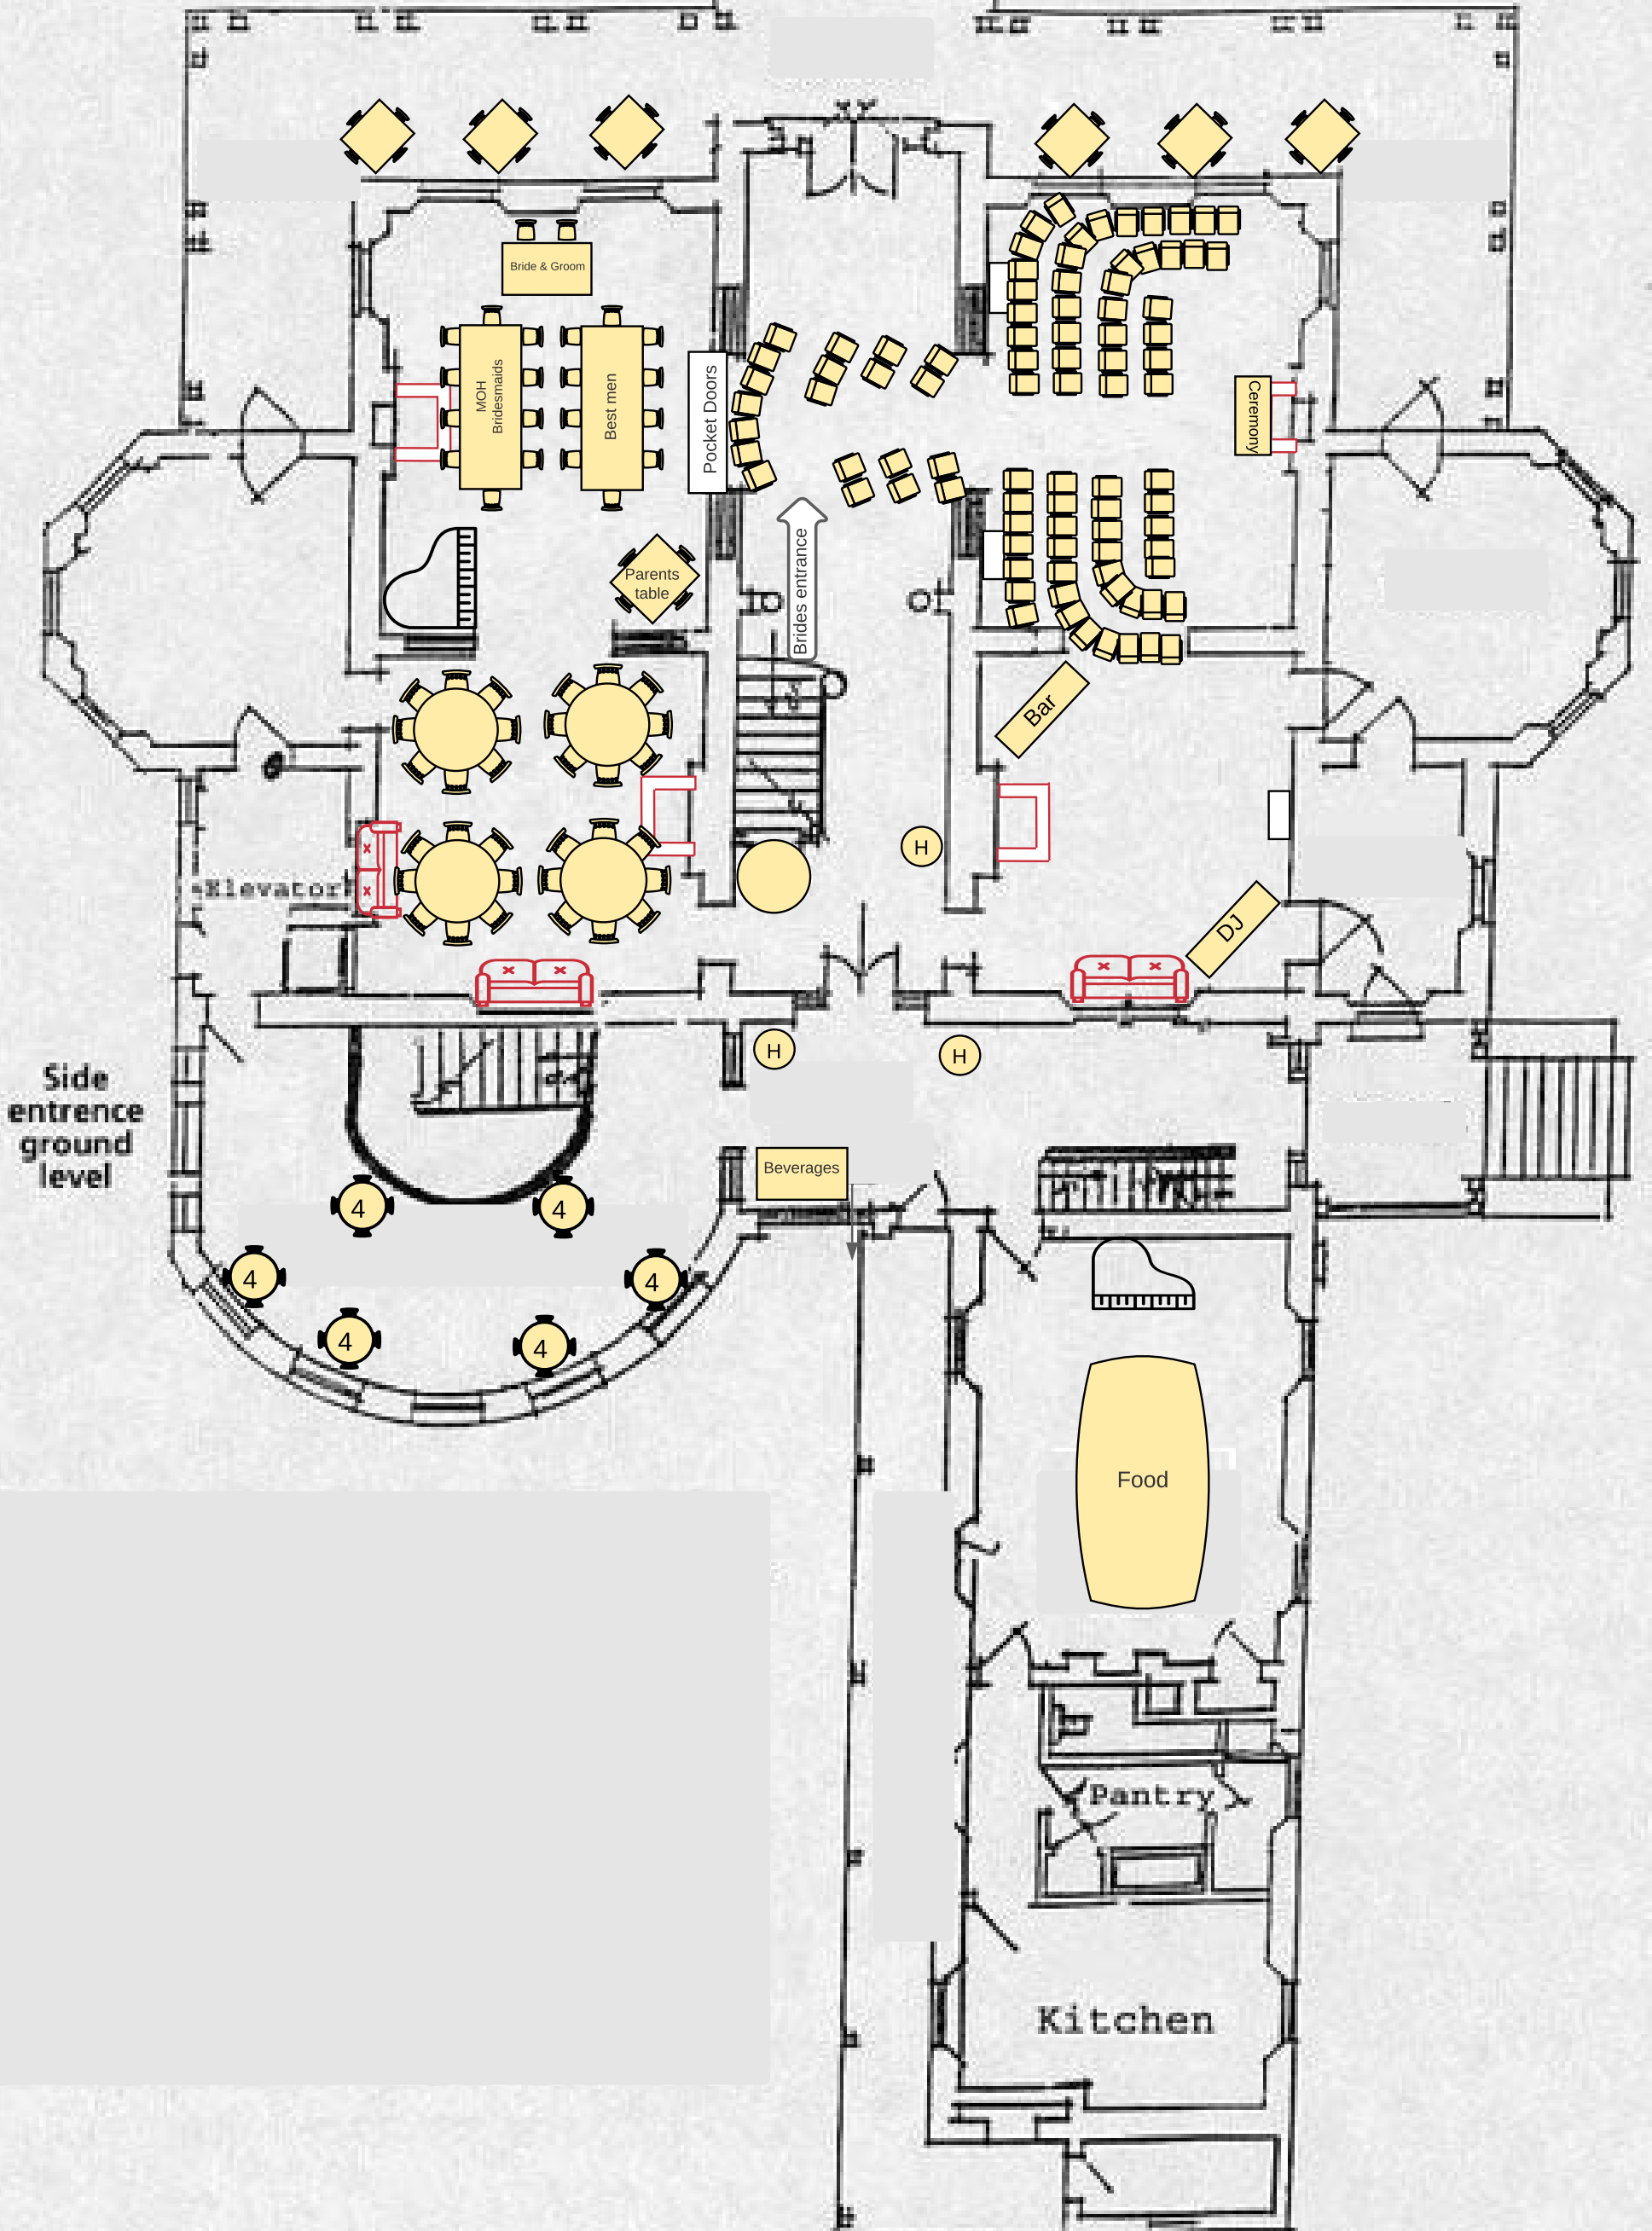 Bride & Groom
MOH
Bridesmaids
Best men
Pocket Doors
Ceremony
Parents
table
Brides entrance
Bar
H
Elevator
DJ
Side
entrence
ground
level
H
H
Beverages
4
4
4
4
4
4
Food
Pantry
Kitchen